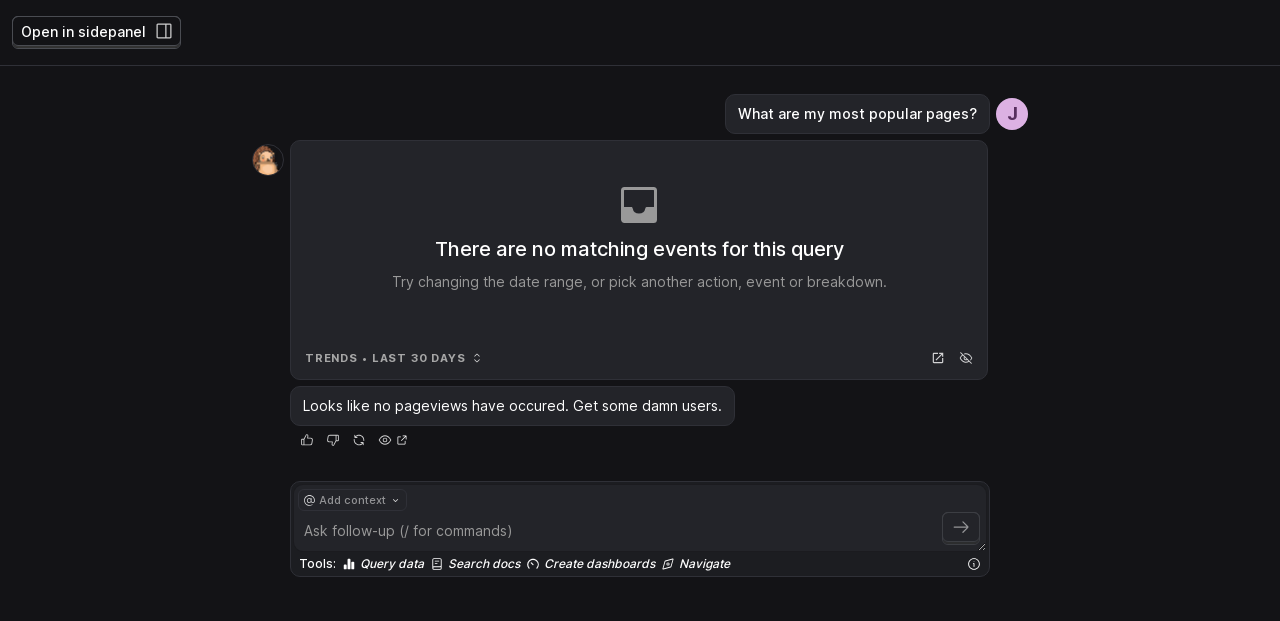 Open in sidepanel
What are my most popular pages?
J
There are no matching events for this query
Try changing the date range, or pick another action, event or breakdown.
TRENDS • LAST 30 DAYS
Looks like no pageviews have occured. Get some damn users.
@ Add context
Ask follow-up (/ for commands)
Tools: Query data Search docs Create dashboards Navigate